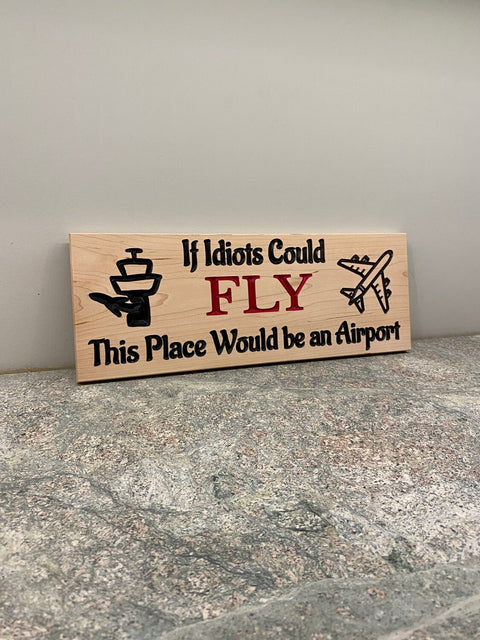 If Idiots Could
FLY
This Place Would be an Airport